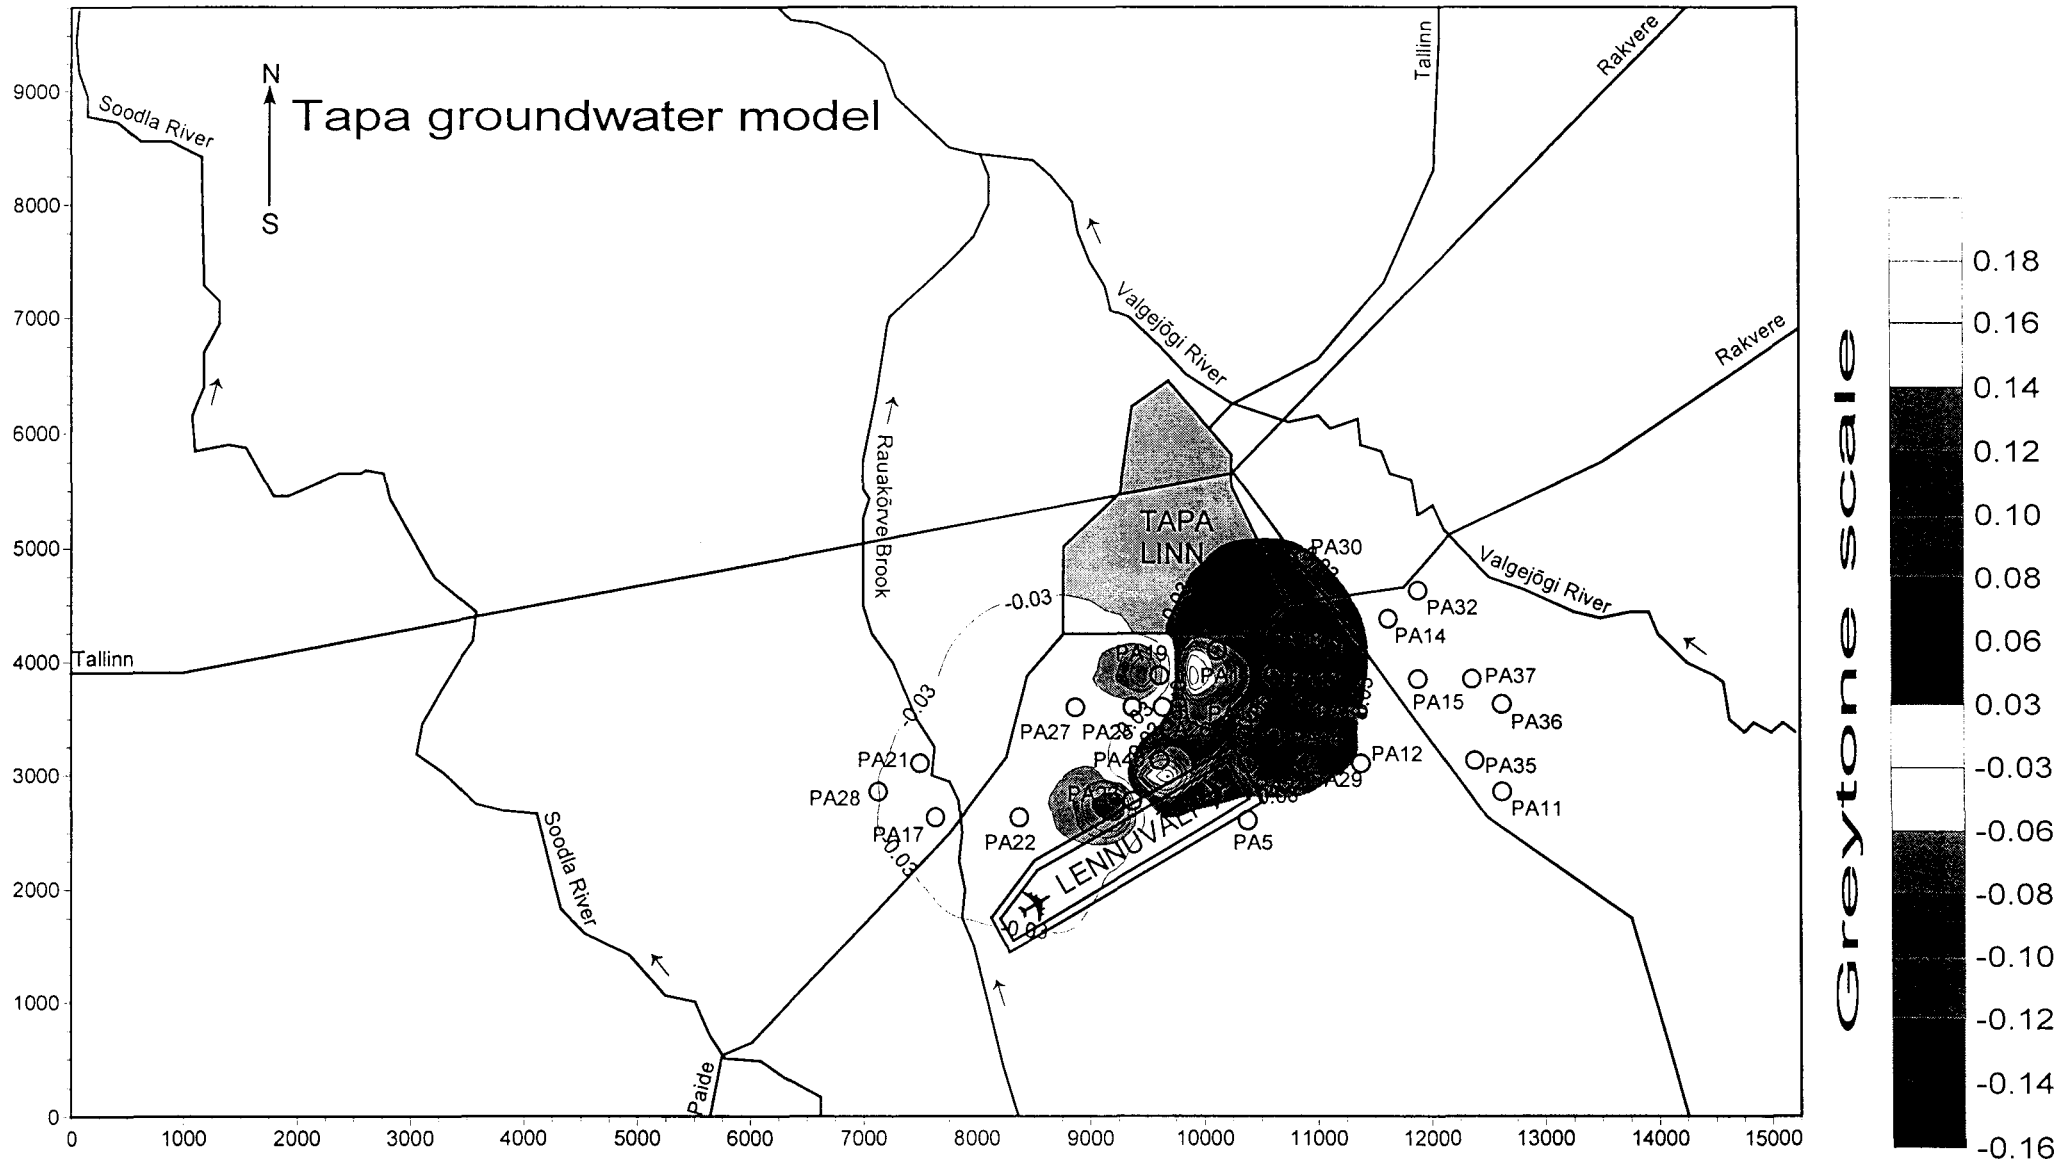 Tapa groundwater model
N
S
Soodla River
Tallinn
Rakvere
Rakvere
Valgejõgi River
Rauakõrve Brook
TAPA
LINN
Valgejõgi River
PA30
PA32
PA14
-0.03
Tallinn
PA19
PA37
PA15
PA36
-0.03
PA27
PA21
PA4
PA12
PA29
PA35
PA28
PA11
PA17
PA22
PA5
-0.03
LENNUVÄLI
-0.03
Soodla River
Paide
9000
8000
7000
6000
5000
4000
3000
2000
1000
0
0 1000 2000 3000 4000 5000 6000 7000 8000 9000 10000 11000 12000 13000 14000 15000
Greytone scale
0.18
0.16
0.14
0.12
0.10
0.08
0.06
0.03
-0.03
-0.06
-0.08
-0.10
-0.12
-0.14
-0.16